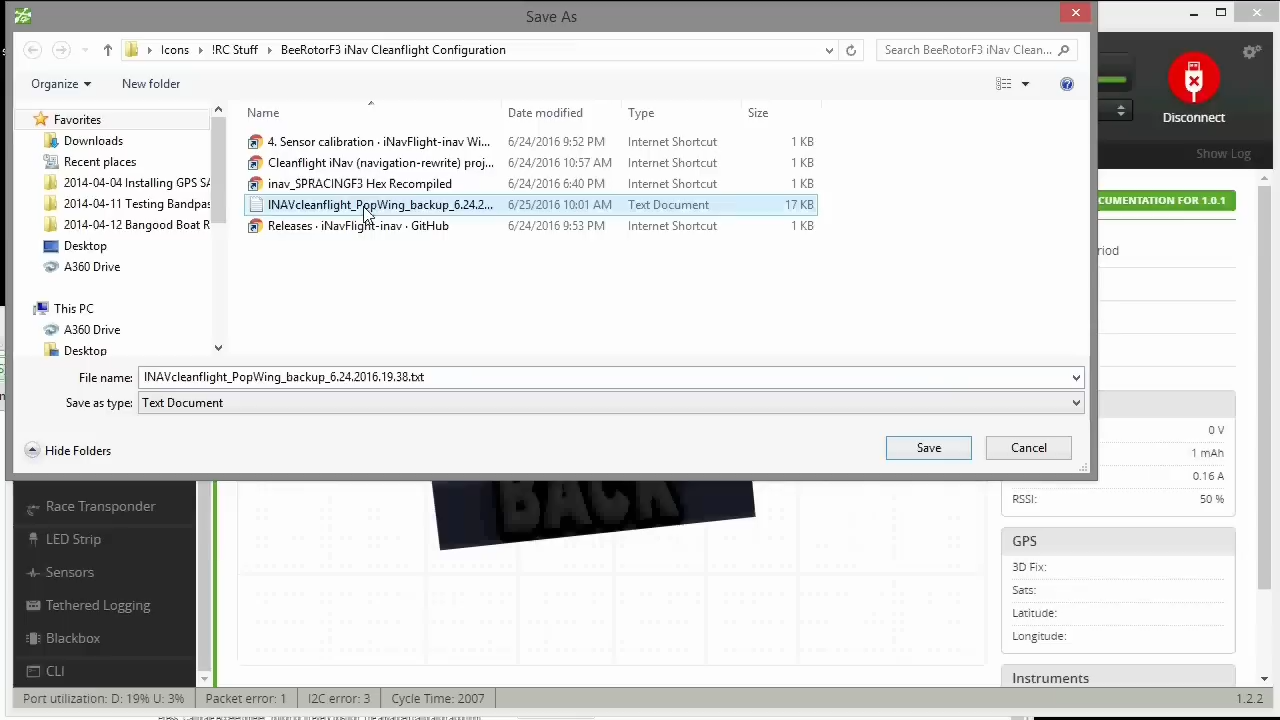 Save As
Icons !RC Stuff BeeRotorF3 iNav Cleanflight Configuration
Search BeeRotorF3 iNav Clean...
Organize
New folder
Disconnect
Show Log
Name
Date modified
Type
Size
Favorites
Downloads
Recent places
2014-04-04 Installing GPS SA
2014-04-11 Testing Bandpas
2014-04-12 Bangood Boat R
Desktop
A360 Drive
This PC
A360 Drive
Desktop
4. Sensor calibration · iNavFlight-inav Wi... 6/24/2016 9:52 PM Internet Shortcut 1 KB
Cleanflight iNav (navigation-rewrite) proj... 6/24/2016 10:57 AM Internet Shortcut 1 KB
inav_SPRACINGF3 Hex Recompiled 6/24/2016 6:40 PM Internet Shortcut 1 KB
INAVcleanflight_PopWing_backup_6.24.2... 6/25/2016 10:01 AM Text Document 17 KB
Releases · iNavFlight-inav · GitHub 6/24/2016 9:53 PM Internet Shortcut 1 KB
CUMENTATION FOR 1.0.1
riod
File name: INAVcleanflight_PopWing_backup_6.24.2016.19.38.txt
Save as type: Text Document
Hide Folders
Save
Cancel
0 V
1 mAh
0.16 A
RSSI: 50 %
BACK
Race Transponder
LED Strip
Sensors
Tethered Logging
Blackbox
CLI
GPS
3D Fix:
Sats:
Latitude:
Longitude:
Instruments
Port utilization: D: 19% U: 3%
Packet error: 1
I2C error: 3
Cycle Time: 2007
1.2.2